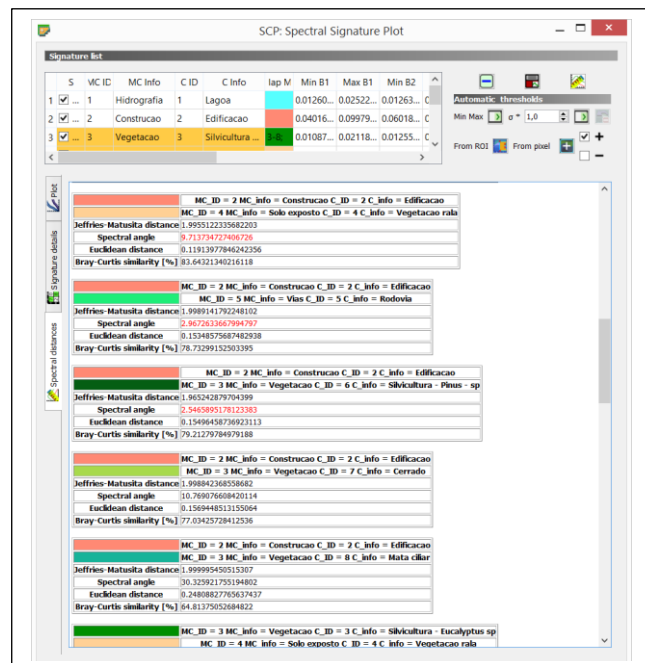 SCP: Spectral Signature Plot
Signature list
S MC ID MC Info C ID C Info Min B1 Max B1 Min B2
1 ... 1 Hidrografia 1 Lagoa 0.01260... 0.02522... 0.01263...
2 ... 2 Construcao 2 Edificacao 0.04016... 0.09979... 0.06018...
3 ... 3 Vegetacao 3 Silvicultura ... 0.01087... 0.02118... 0.01255...
Automatic thresholds
Min Max σ * 1,0
From ROI From pixel + −
Plot
Signature details
Spectral distances
MC_ID = 2 MC_info = Construcao C_ID = 2 C_info = Edificacao
MC_ID = 4 MC_info = Solo exposto C_ID = 4 C_info = Vegetacao rala
Jeffries-Matusita distance 1.9955122335682203
Spectral angle 9.713734727406726
Euclidean distance 0.11913977846242356
Bray-Curtis similarity [%] 83.64321340216118
MC_ID = 2 MC_info = Construcao C_ID = 2 C_info = Edificacao
MC_ID = 5 MC_info = Vias C_ID = 5 C_info = Rodovia
Jeffries-Matusita distance 1.9989141792248102
Spectral angle 2.9672633667994797
Euclidean distance 0.15348575687482938
Bray-Curtis similarity [%] 78.73299152503395
MC_ID = 2 MC_info = Construcao C_ID = 2 C_info = Edificacao
MC_ID = 3 MC_info = Vegetacao C_ID = 6 C_info = Silvicultura - Pinus - sp
Jeffries-Matusita distance 1.965242879704399
Spectral angle 2.5465895178123383
Euclidean distance 0.15496458736923113
Bray-Curtis similarity [%] 79.21279784979188
MC_ID = 2 MC_info = Construcao C_ID = 2 C_info = Edificacao
MC_ID = 3 MC_info = Vegetacao C_ID = 7 C_info = Cerrado
Jeffries-Matusita distance 1.998842368558682
Spectral angle 10.769076608420114
Euclidean distance 0.1569448513155064
Bray-Curtis similarity [%] 77.03425728412536
MC_ID = 2 MC_info = Construcao C_ID = 2 C_info = Edificacao
MC_ID = 3 MC_info = Vegetacao C_ID = 8 C_info = Mata ciliar
Jeffries-Matusita distance 1.999995450515307
Spectral angle 30.325921755194802
Euclidean distance 0.24808827765637437
Bray-Curtis similarity [%] 64.81375052684822
MC_ID = 3 MC_info = Vegetacao C_ID = 3 C_info = Silvicultura - Eucalyptus sp
MC_ID = 4 MC_info = Solo exposto C_ID = 4 C_info = Vegetacao rala